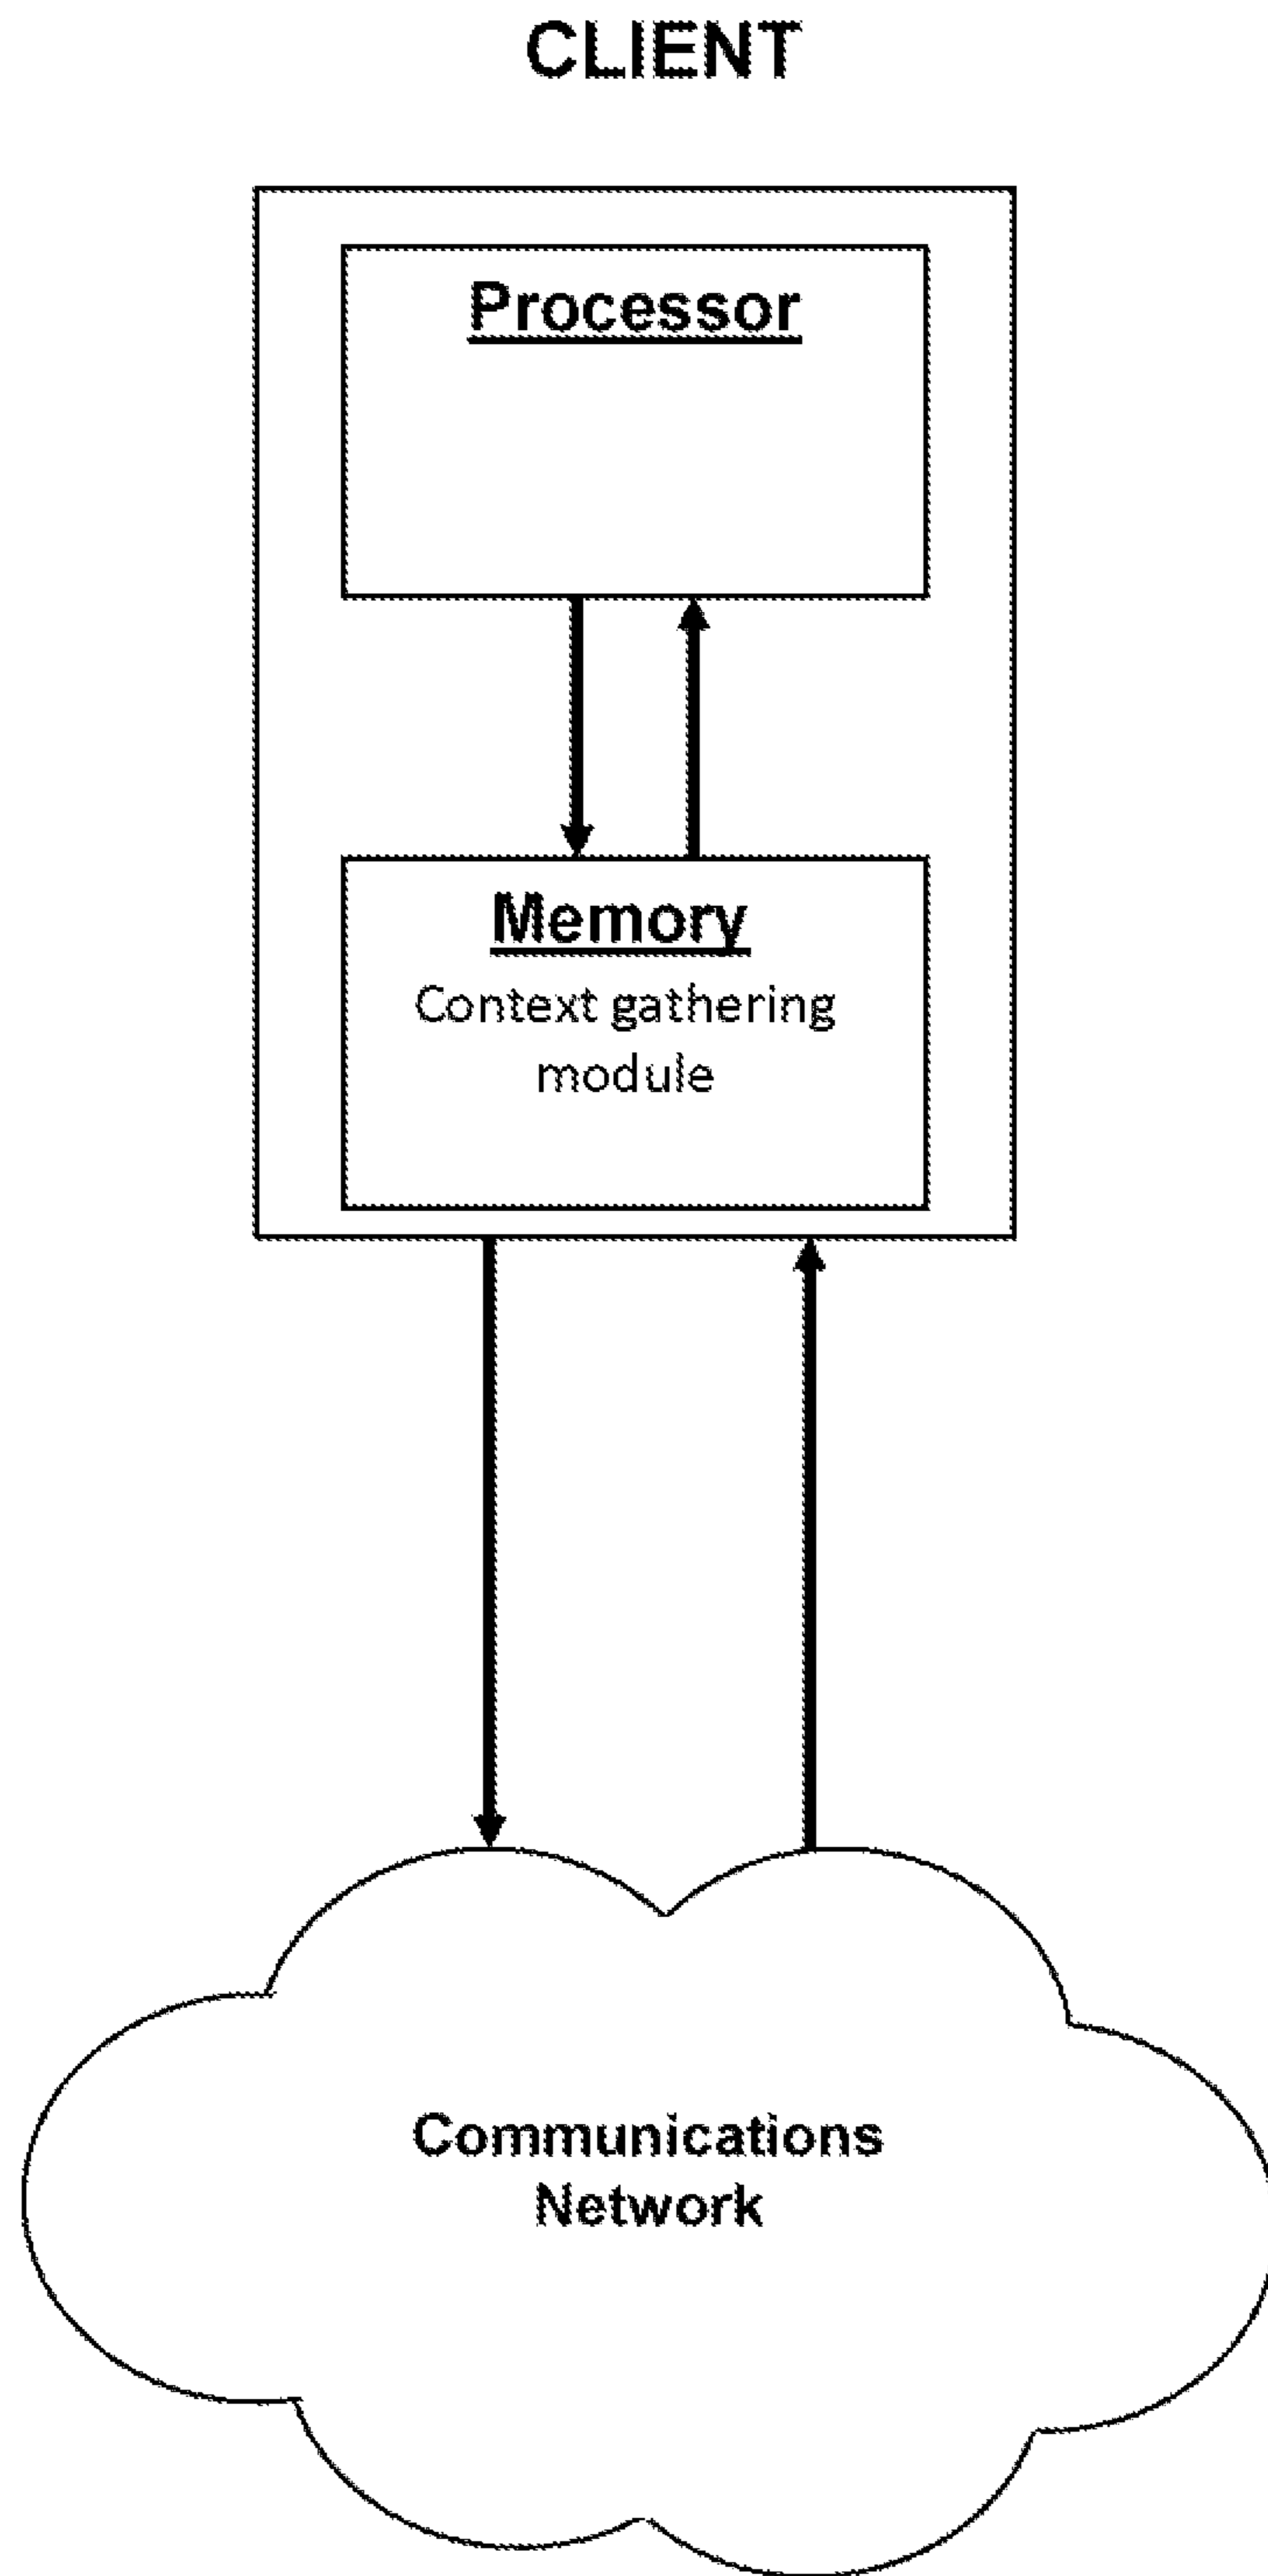 CLIENT
Processor
Memory
Context gathering
module
Communications
Network